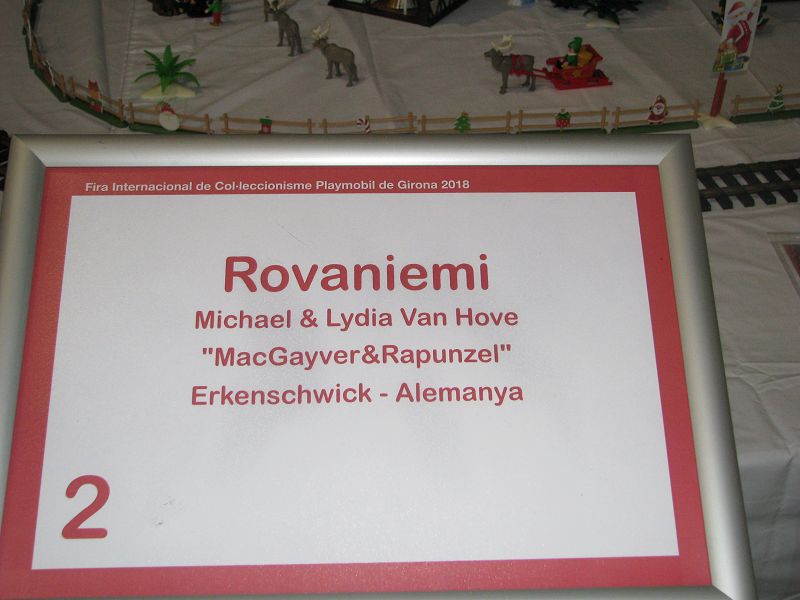 Fira Internacional de Col·leccionisme Playmobil de Girona 2018
Rovaniemi
Michael & Lydia Van Hove
"MacGayver&Rapunzel"
Erkenschwick - Alemanya
2